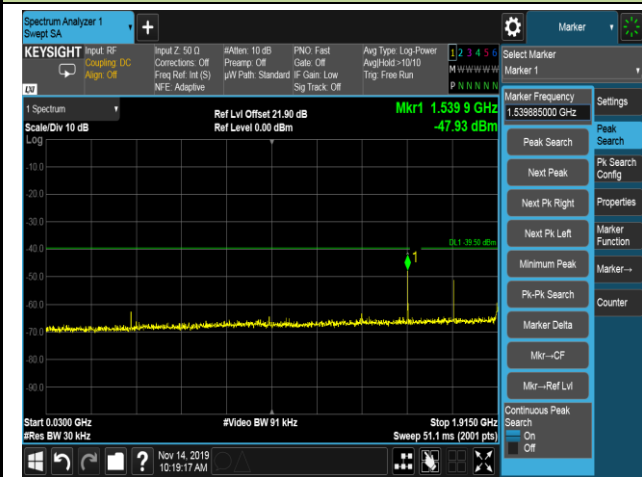 Spectrum Analyzer 1
Swept SA
Marker
KEYSIGHT
Input: RF
Coupling: DC
Align: Off
Input Z: 50 Ω
Corrections: Off
Freq Ref: Int (S)
NFE: Adaptive
#Atten: 10 dB
Preamp: Off
µW Path: Standard
PNO: Fast
Gate: Off
IF Gain: Low
Sig Track: Off
Avg Type: Log-Power
Avg|Hold:>10/10
Trig: Free Run
1 2 3 4 5 6
M W W W W W
P N N N N N
LXI
Select Marker
Marker 1
1 Spectrum
Scale/Div 10 dB
Log
Ref Lvl Offset 21.90 dB
Ref Level 0.00 dBm
Mkr1 1.539 9 GHz
-47.93 dBm
-10.0
-20.0
-30.0
-40.0
-50.0
-60.0
-70.0
-80.0
-90.0
DL1 -39.50 dBm
1
Start 0.0300 GHz
#Res BW 30 kHz
#Video BW 91 kHz
Stop 1.9150 GHz
Sweep 51.1 ms (2001 pts)
Marker Frequency
1.539885000 GHz
Peak Search
Next Peak
Next Pk Right
Next Pk Left
Minimum Peak
Pk-Pk Search
Marker Delta
Mkr→CF
Mkr→Ref Lvl
Continuous Peak
Search
On
Off
Settings
Peak
Search
Pk Search
Config
Properties
Marker
Function
Marker→
Counter
?
Nov 14, 2019
10:19:17 AM